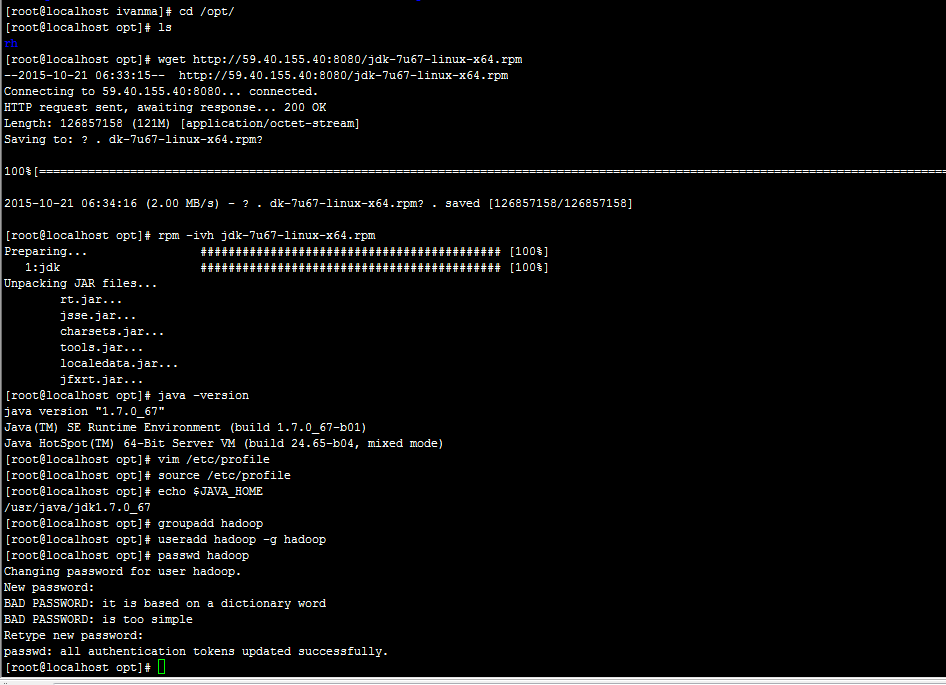 [root@localhost ivanma]# cd /opt/
[root@localhost opt]# ls
rh
[root@localhost opt]# wget http://59.40.155.40:8080/jdk-7u67-linux-x64.rpm
--2015-10-21 06:33:15--  http://59.40.155.40:8080/jdk-7u67-linux-x64.rpm
Connecting to 59.40.155.40:8080... connected.
HTTP request sent, awaiting response... 200 OK
Length: 126857158 (121M) [application/octet-stream]
Saving to: ? . dk-7u67-linux-x64.rpm?
100%[=================================================================================================================================
2015-10-21 06:34:16 (2.00 MB/s) - ? . dk-7u67-linux-x64.rpm? . saved [126857158/126857158]
[root@localhost opt]# rpm -ivh jdk-7u67-linux-x64.rpm
Preparing...                ########################################### [100%]
   1:jdk                    ########################################### [100%]
Unpacking JAR files...
        rt.jar...
        jsse.jar...
        charsets.jar...
        tools.jar...
        localedata.jar...
        jfxrt.jar...
[root@localhost opt]# java -version
java version "1.7.0_67"
Java(TM) SE Runtime Environment (build 1.7.0_67-b01)
Java HotSpot(TM) 64-Bit Server VM (build 24.65-b04, mixed mode)
[root@localhost opt]# vim /etc/profile
[root@localhost opt]# source /etc/profile
[root@localhost opt]# echo $JAVA_HOME
/usr/java/jdk1.7.0_67
[root@localhost opt]# groupadd hadoop
[root@localhost opt]# useradd hadoop -g hadoop
[root@localhost opt]# passwd hadoop
Changing password for user hadoop.
New password:
BAD PASSWORD: it is based on a dictionary word
BAD PASSWORD: is too simple
Retype new password:
passwd: all authentication tokens updated successfully.
[root@localhost opt]#